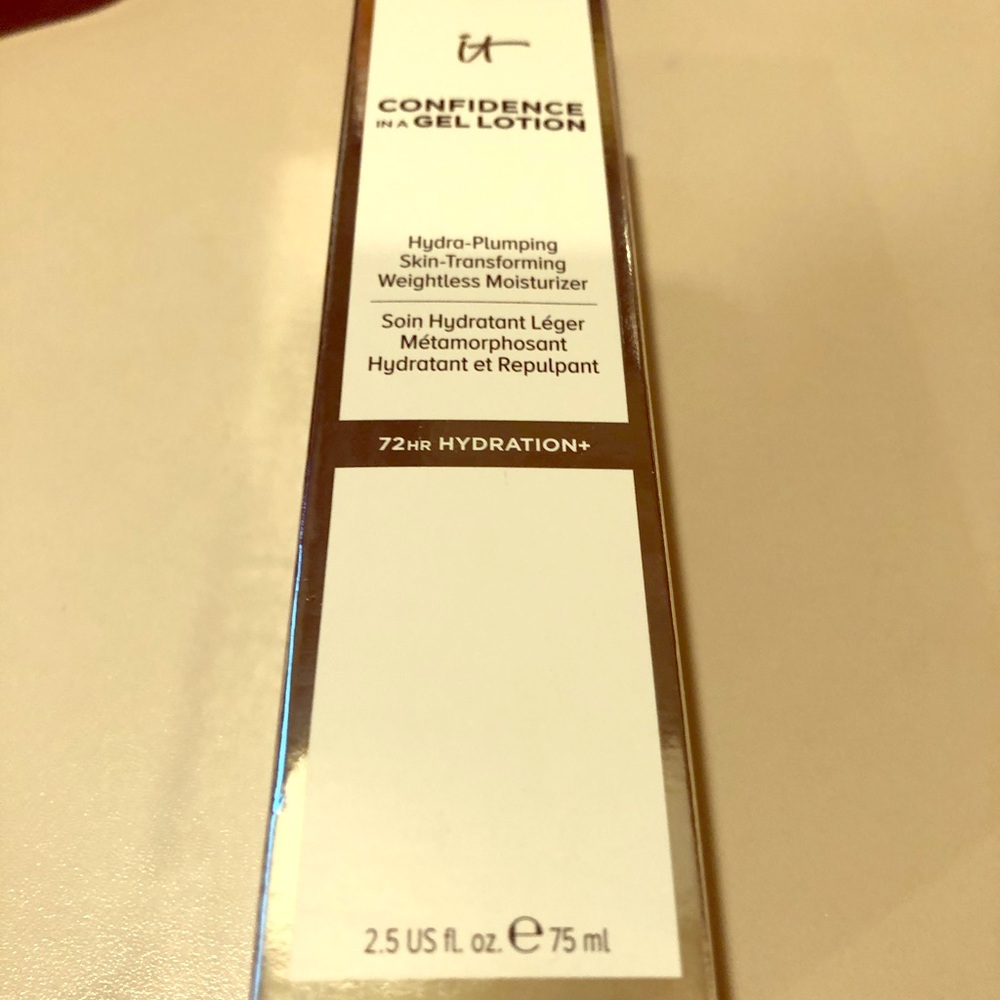 it
CONFIDENCE
IN A GEL LOTION
Hydra-Plumping
Skin-Transforming
Weightless Moisturizer
Soin Hydratant Léger
Métamorphosant
Hydratant et Repulpant
72HR HYDRATION+
2.5 US fl. oz. e 75 ml